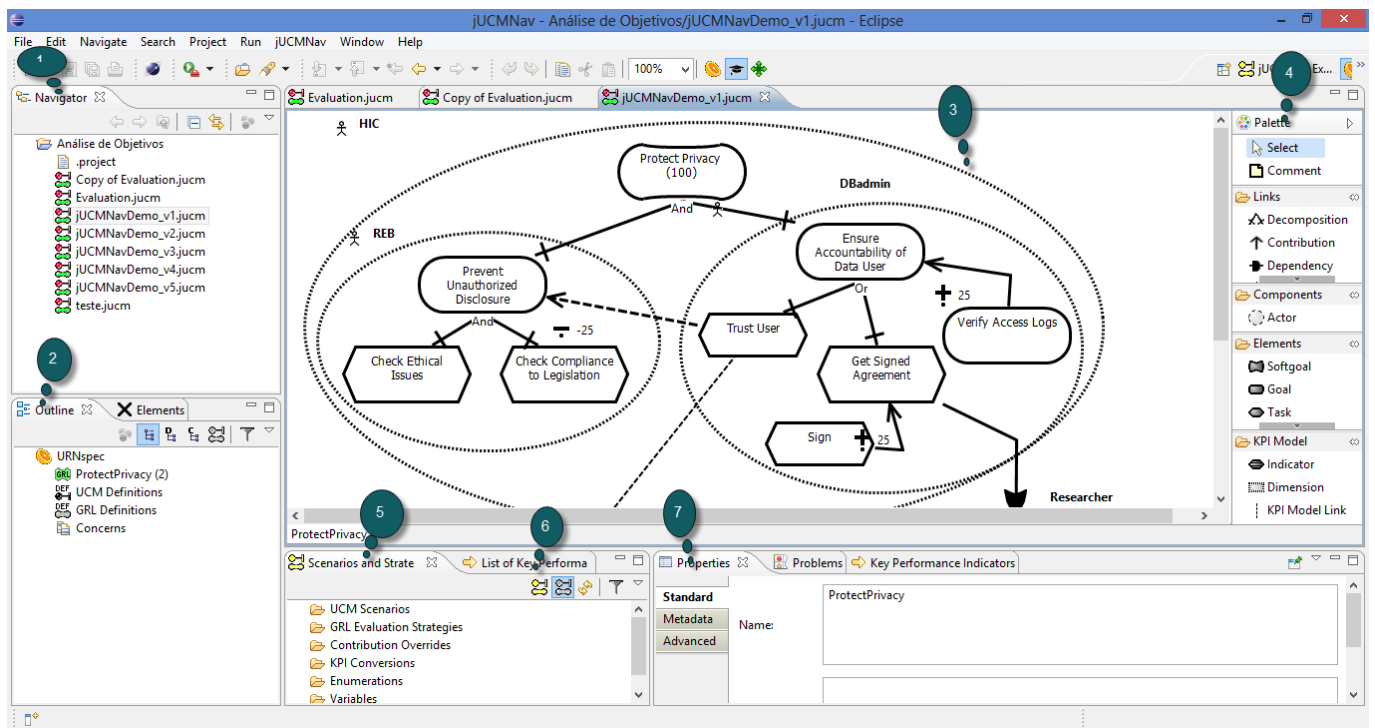 jUCMNav - Análise de Objetivos/jUCMNavDemo_v1.jucm - Eclipse
File Edit Navigate Search Project Run jUCMNav Window Help
100%
1
4
Navigator
Análise de Objetivos
.project
Copy of Evaluation.jucm
Evaluation.jucm
jUCMNavDemo_v1.jucm
jUCMNavDemo_v2.jucm
jUCMNavDemo_v3.jucm
jUCMNavDemo_v4.jucm
jUCMNavDemo_v5.jucm
teste.jucm
2
Outline Elements
URNspec
GRL ProtectPrivacy (2)
DEF UCM Definitions
DEF GRL Definitions
Concerns
Evaluation.jucm Copy of Evaluation.jucm jUCMNavDemo_v1.jucm
3
HIC
Protect Privacy
(100)
And
DBadmin
REB
Prevent
Unauthorized
Disclosure
And
-25
Check Ethical
Issues
Check Compliance
to Legislation
Ensure
Accountability of
Data User
Or
25
Verify Access Logs
Trust User
Get Signed
Agreement
Sign
25
Researcher
ProtectPrivacy
Palette
Select
Comment
Links
Decomposition
Contribution
Dependency
Components
Actor
Elements
Softgoal
Goal
Task
KPI Model
Indicator
Dimension
KPI Model Link
5
6
Scenarios and Strate List of Key Performa
UCM Scenarios
GRL Evaluation Strategies
Contribution Overrides
KPI Conversions
Enumerations
Variables
7
Properties Problems Key Performance Indicators
Standard
Metadata
Advanced
Name:
ProtectPrivacy